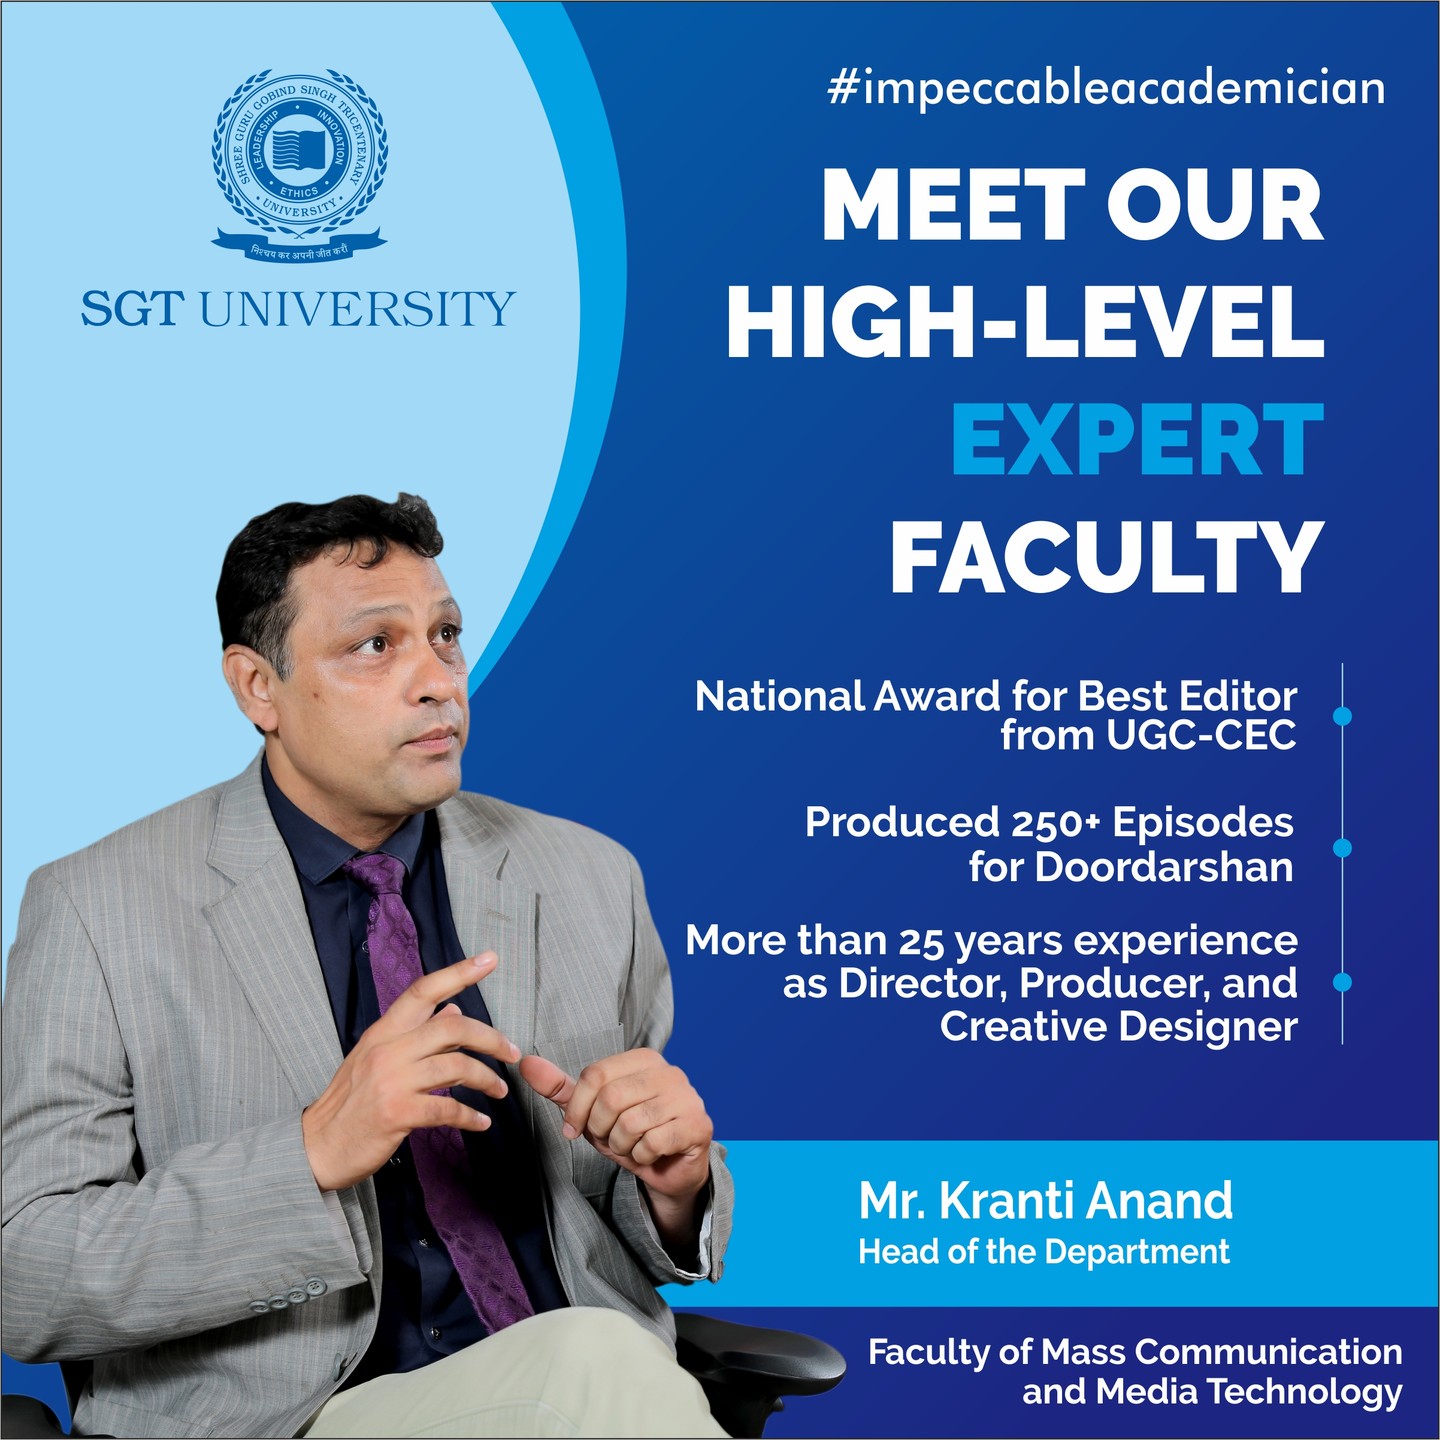 SHREE GURU GOBIND SINGH TRICENTENARY
• UNIVERSITY •
LEADERSHIP • INNOVATION
• ETHICS •
निश्चय कर अपनी जीत करौं
SGT UNIVERSITY
#impeccableacademician
MEET OUR
HIGH-LEVEL
EXPERT
FACULTY
National Award for Best Editor
from UGC-CEC
Produced 250+ Episodes
for Doordarshan
More than 25 years experience
as Director, Producer, and
Creative Designer
Mr. Kranti Anand
Head of the Department
Faculty of Mass Communication
and Media Technology